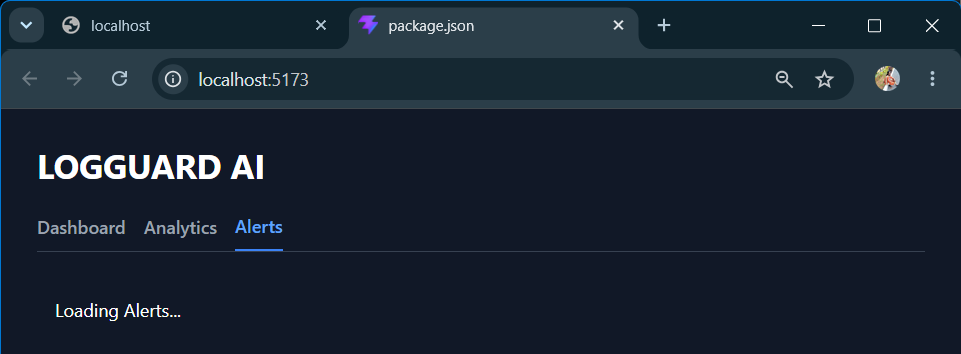 localhost
package.json
localhost:5173
LOGGUARD AI
Dashboard Analytics Alerts
Loading Alerts...